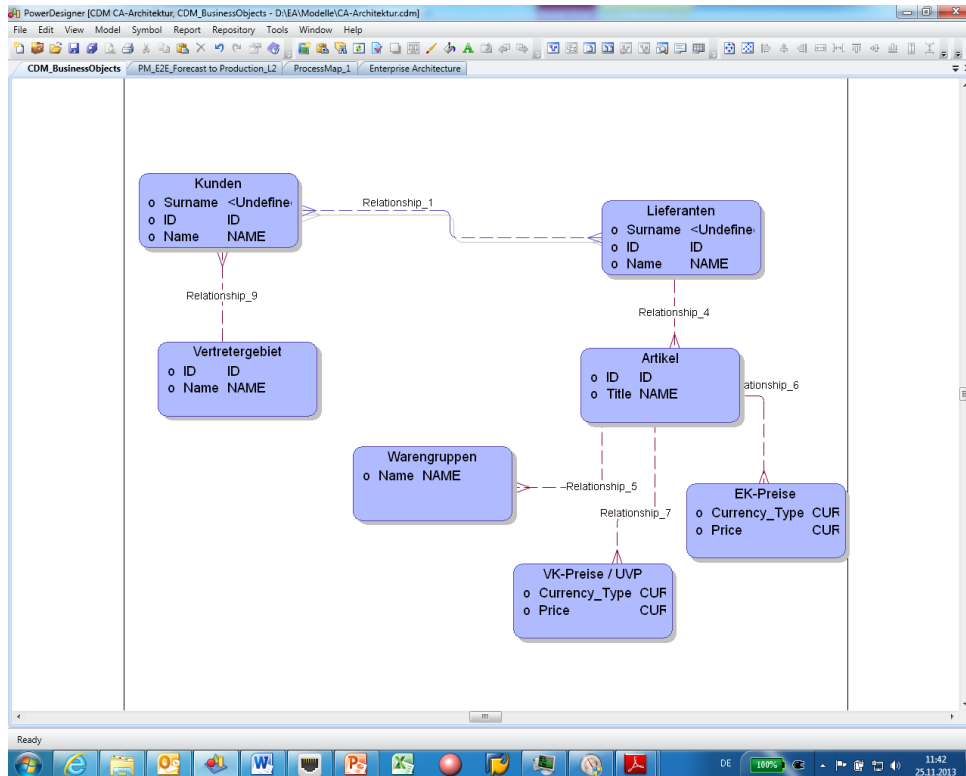 PowerDesigner [CDM CA-Architektur, CDM_BusinessObjects - D:\EA\Modelle\CA-Architektur.cdm]
File Edit View Model Symbol Report Repository Tools Window Help
CDM_BusinessObjects PM_E2E_Forecast to Production_L2 ProcessMap_1 Enterprise Architecture
Kunden
o Surname <Undefine
o ID ID
o Name NAME
Relationship_1
Lieferanten
o Surname <Undefine
o ID ID
o Name NAME
Relationship_9
Relationship_4
Vertretergebiet
o ID ID
o Name NAME
Artikel
o ID ID
o Title NAME
ationship_6
Warengruppen
o Name NAME
Relationship_5
EK-Preise
o Currency_Type CUR
o Price CUR
Relationship_7
VK-Preise / UVP
o Currency_Type CUR
o Price CUR
Ready
DE 100% 11:42
25.11.2013